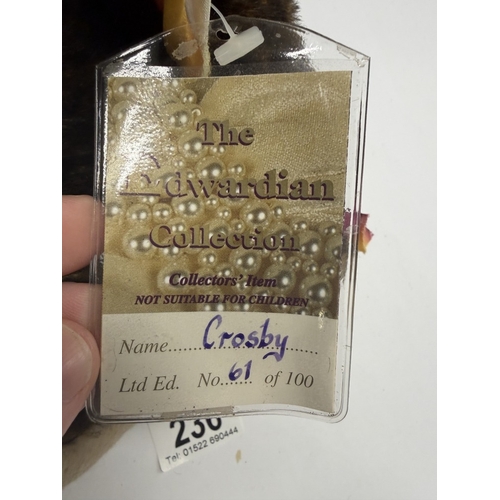 The
Edwardian
Collection
Collectors' Item
NOT SUITABLE FOR CHILDREN
Name....Crosby....
Ltd Ed. No...61... of 100
236
Tel: 01522 690444